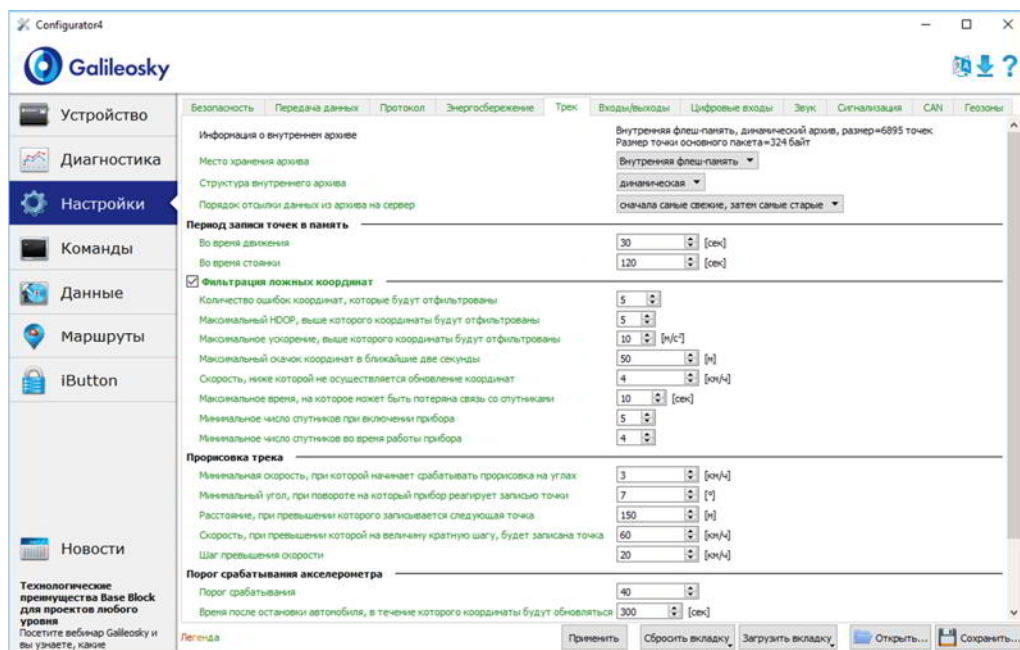 Configurator4
Galileosky
Устройство
Диагностика
Настройки
Команды
Данные
Маршруты
iButton
Новости
Технологические
преимущества Base Block
для проектов любого
уровня
Посетите вебинар Galileosky и
вы узнаете, какие
Безопасность Передача данных Протокол Энергосбережение Трек Входы/выходы Цифровые входы Звук Сигнализация CAN Геозоны
Информация о внутреннем архиве
Внутренняя флеш-память, динамический архив, размер=6895 точек
Размер точки основного пакета=324 байт
Место хранения архива Внутренняя флеш-память
Структура внутреннего архива динамическая
Порядок отсылки данных из архива на сервер сначала самые свежие, затем самые старые
Период записи точек в память
Во время движения 30 [сек]
Во время стоянки 120 [сек]
Фильтрация ложных координат
Количество ошибок координат, которые будут отфильтрованы 5
Максимальный HDOP, выше которого координаты будут отфильтрованы 5
Максимальное ускорение, выше которого координаты будут отфильтрованы 10 [м/с²]
Максимальный скачок координат в ближайшие две секунды 50 [м]
Скорость, ниже которой не осуществляется обновление координат 4 [км/ч]
Максимальное время, на которое может быть потеряна связь со спутниками 10 [сек]
Минимальное число спутников при включении прибора 5
Минимальное число спутников во время работы прибора 4
Прорисовка трека
Минимальная скорость, при которой начинает срабатывать прорисовка на углах 3 [км/ч]
Минимальный угол, при повороте на который прибор реагирует записью точки 7 [°]
Расстояние, при превышении которого записывается следующая точка 150 [м]
Скорость, при превышении которой на величину кратную шагу, будет записана точка 60 [км/ч]
Шаг превышения скорости 20 [км/ч]
Порог срабатывания акселерометра
Порог срабатывания 40
Время после остановки автомобиля, в течение которого координаты будут обновляться 300 [сек]
Легенда Применить Сбросить вкладку Загрузить вкладку Открыть... Сохранить...